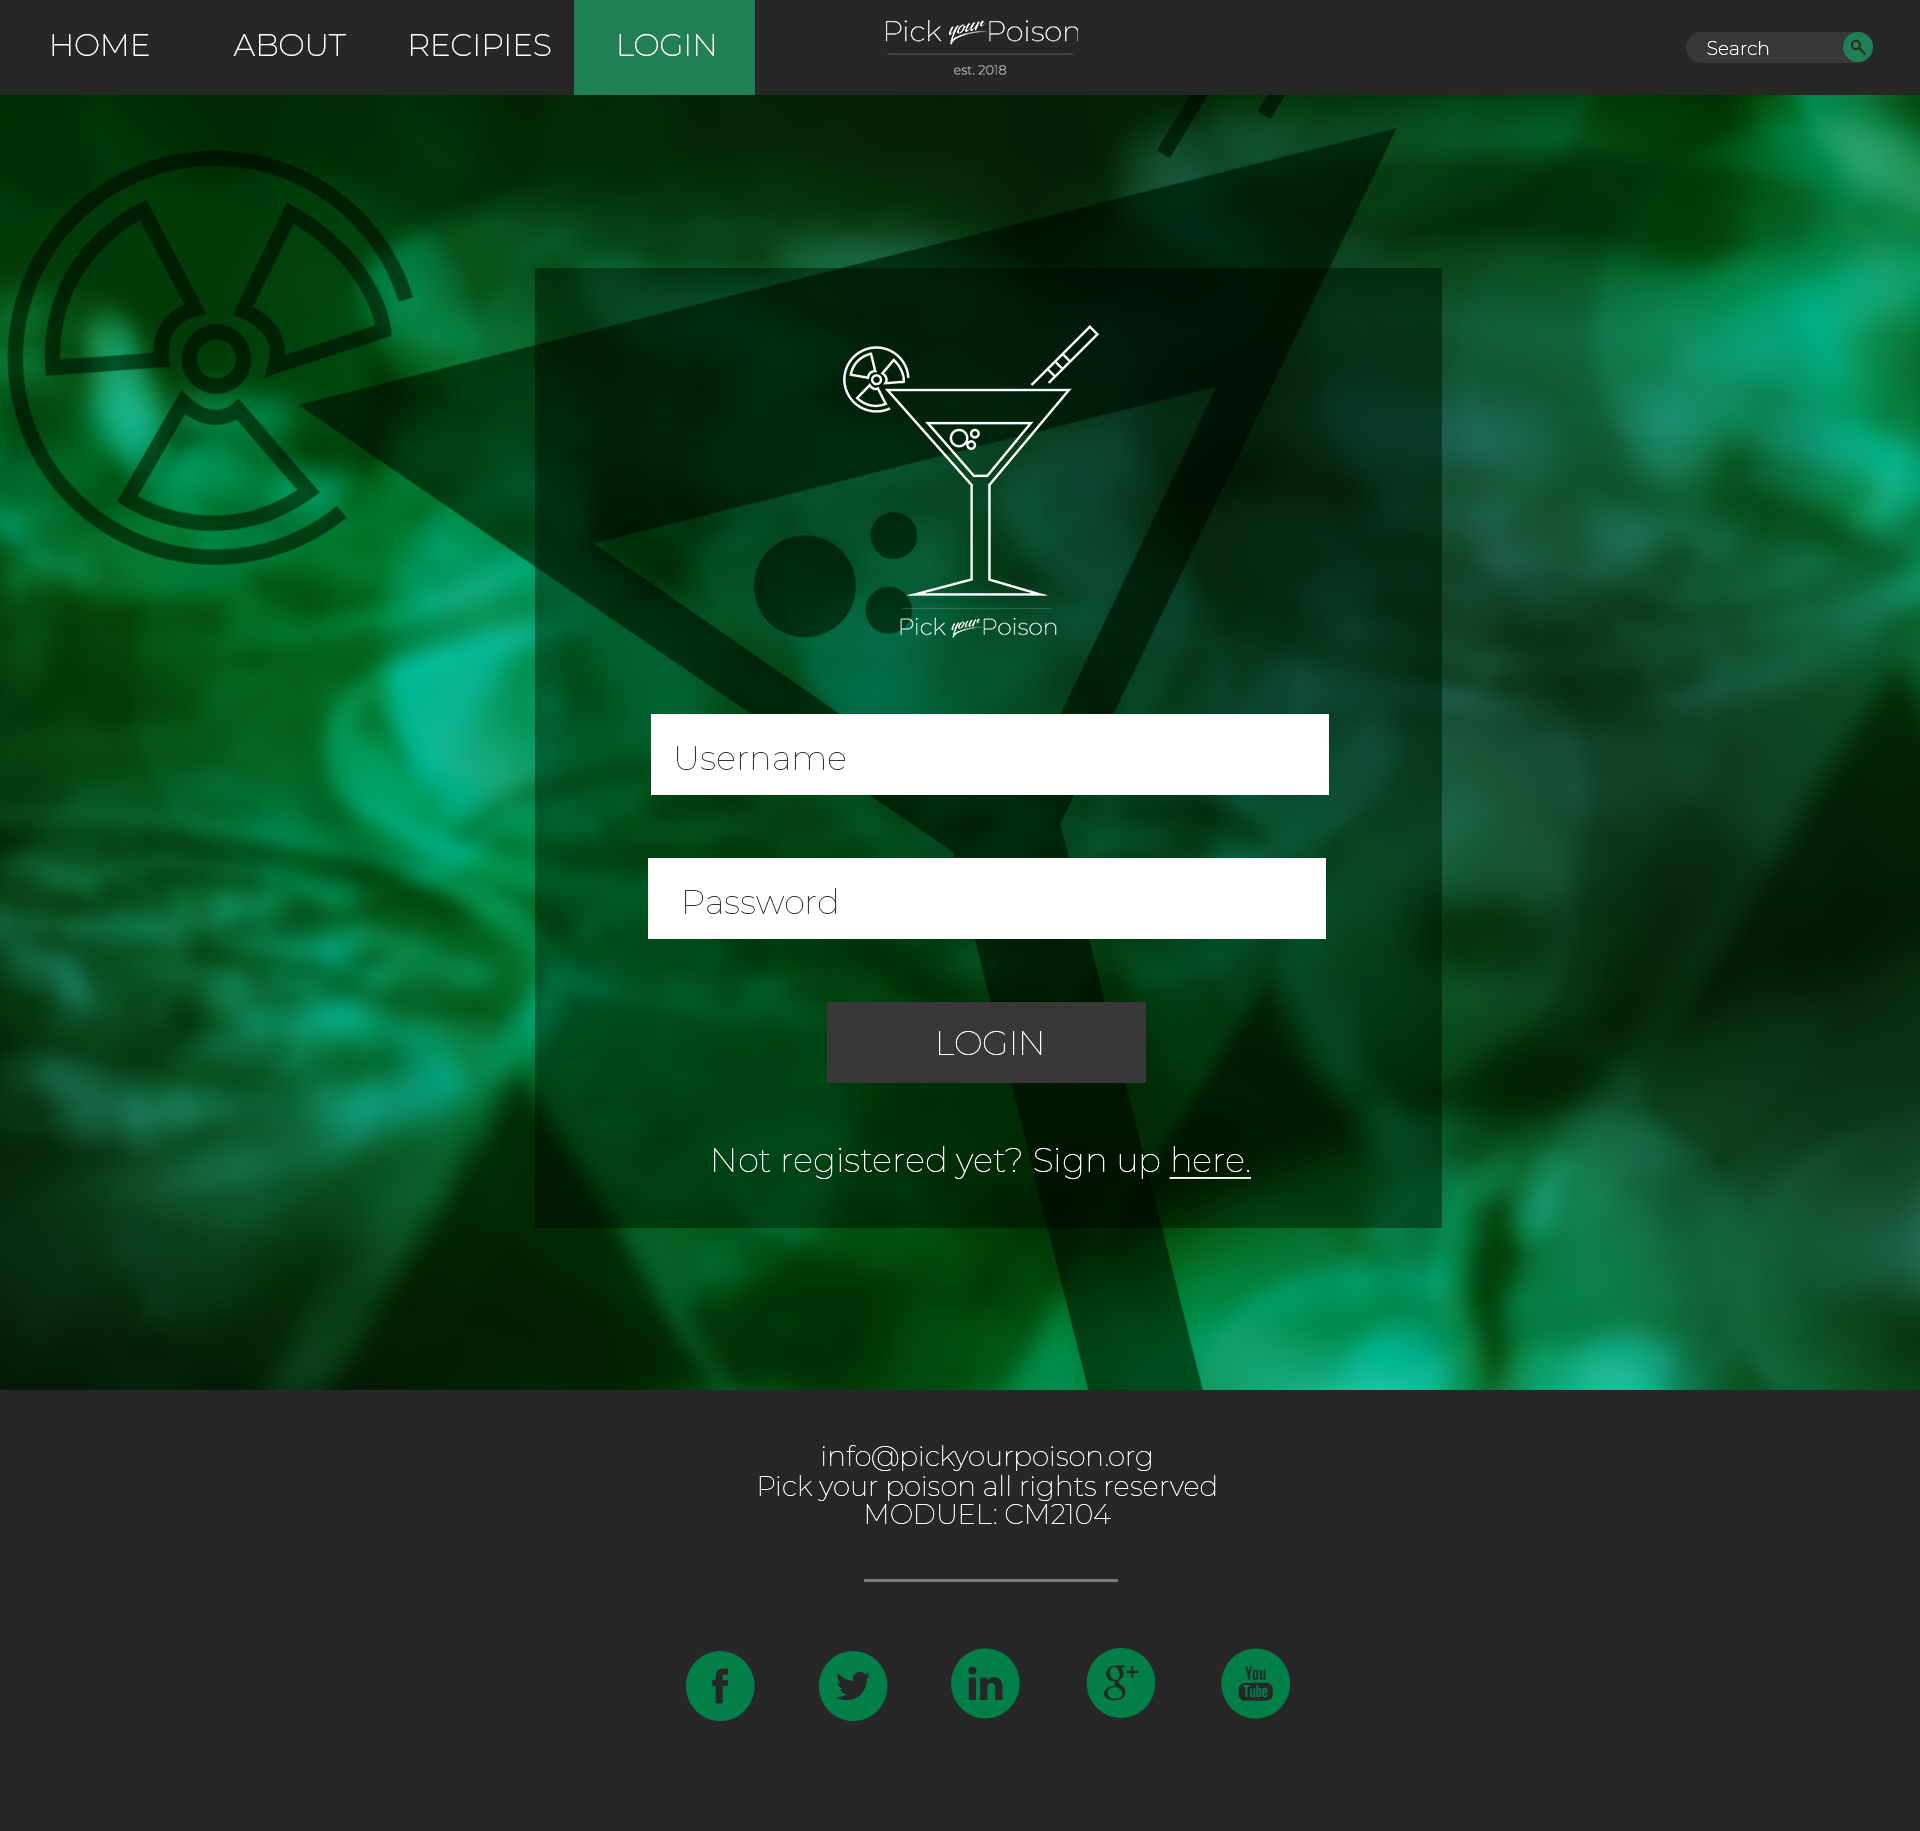 HOME ABOUT RECIPIES LOGIN Pick your Poison Search
est. 2018
Pick your Poison
Username
Password
LOGIN
Not registered yet? Sign up here.
info@pickyourpoison.org
Pick your poison all rights reserved
MODUEL: CM2104
f in g+ You Tube